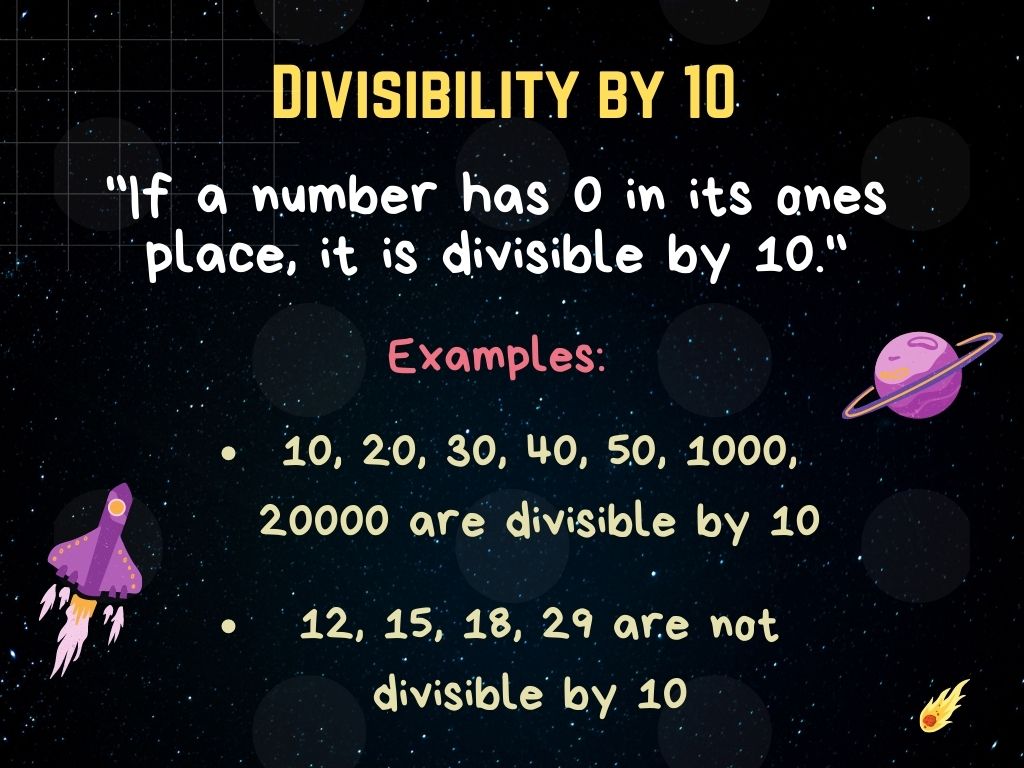 DIVISIBILITY BY 10
"If a number has 0 in its ones
place, it is divisible by 10."
Examples:
• 10, 20, 30, 40, 50, 1000,
20000 are divisible by 10
• 12, 15, 18, 29 are not
divisible by 10